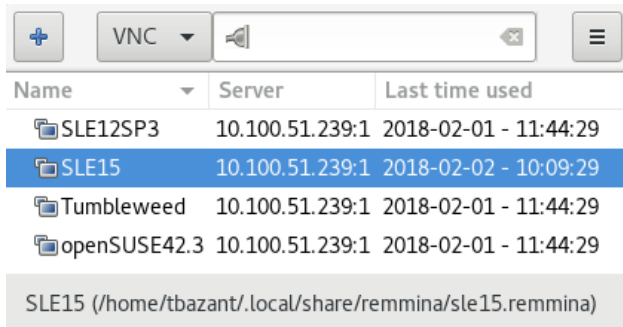 VNC
Name Server Last time used
SLE12SP3 10.100.51.239:1 2018-02-01 - 11:44:29
SLE15 10.100.51.239:1 2018-02-02 - 10:09:29
Tumbleweed 10.100.51.239:1 2018-02-01 - 11:44:29
openSUSE42.3 10.100.51.239:1 2018-02-01 - 11:44:29
SLE15 (/home/tbazant/.local/share/remmina/sle15.remmina)